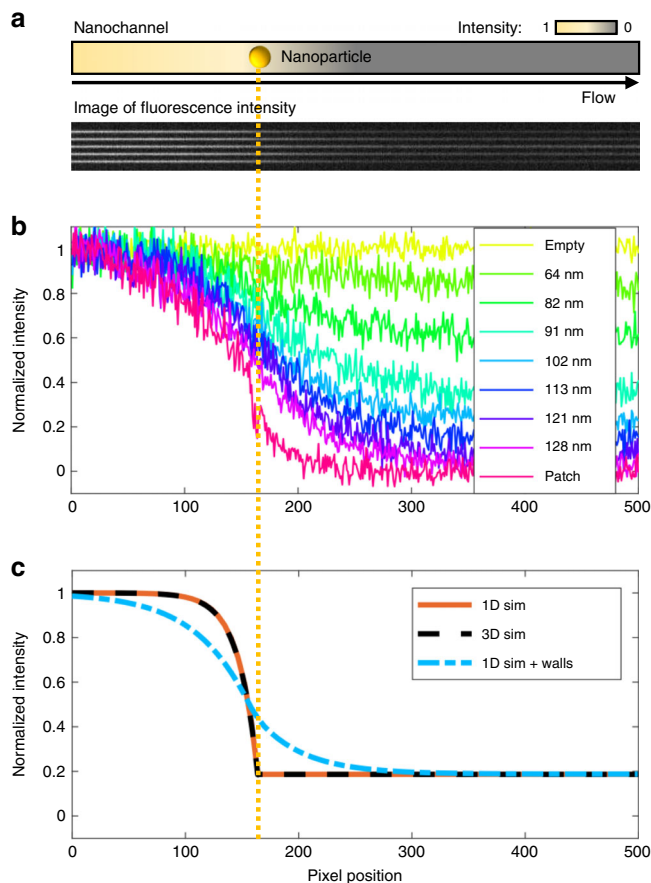 a
Nanochannel
Intensity: 1 0
Nanoparticle
Flow
Image of fluorescence intensity
b
Normalized intensity
1
0.8
0.6
0.4
0.2
0
Empty
64 nm
82 nm
91 nm
102 nm
113 nm
121 nm
128 nm
Patch
0 100 200 300 400 500
c
Normalized intensity
1
0.8
0.6
0.4
0.2
0
1D sim
3D sim
1D sim + walls
0 100 200 300 400 500
Pixel position